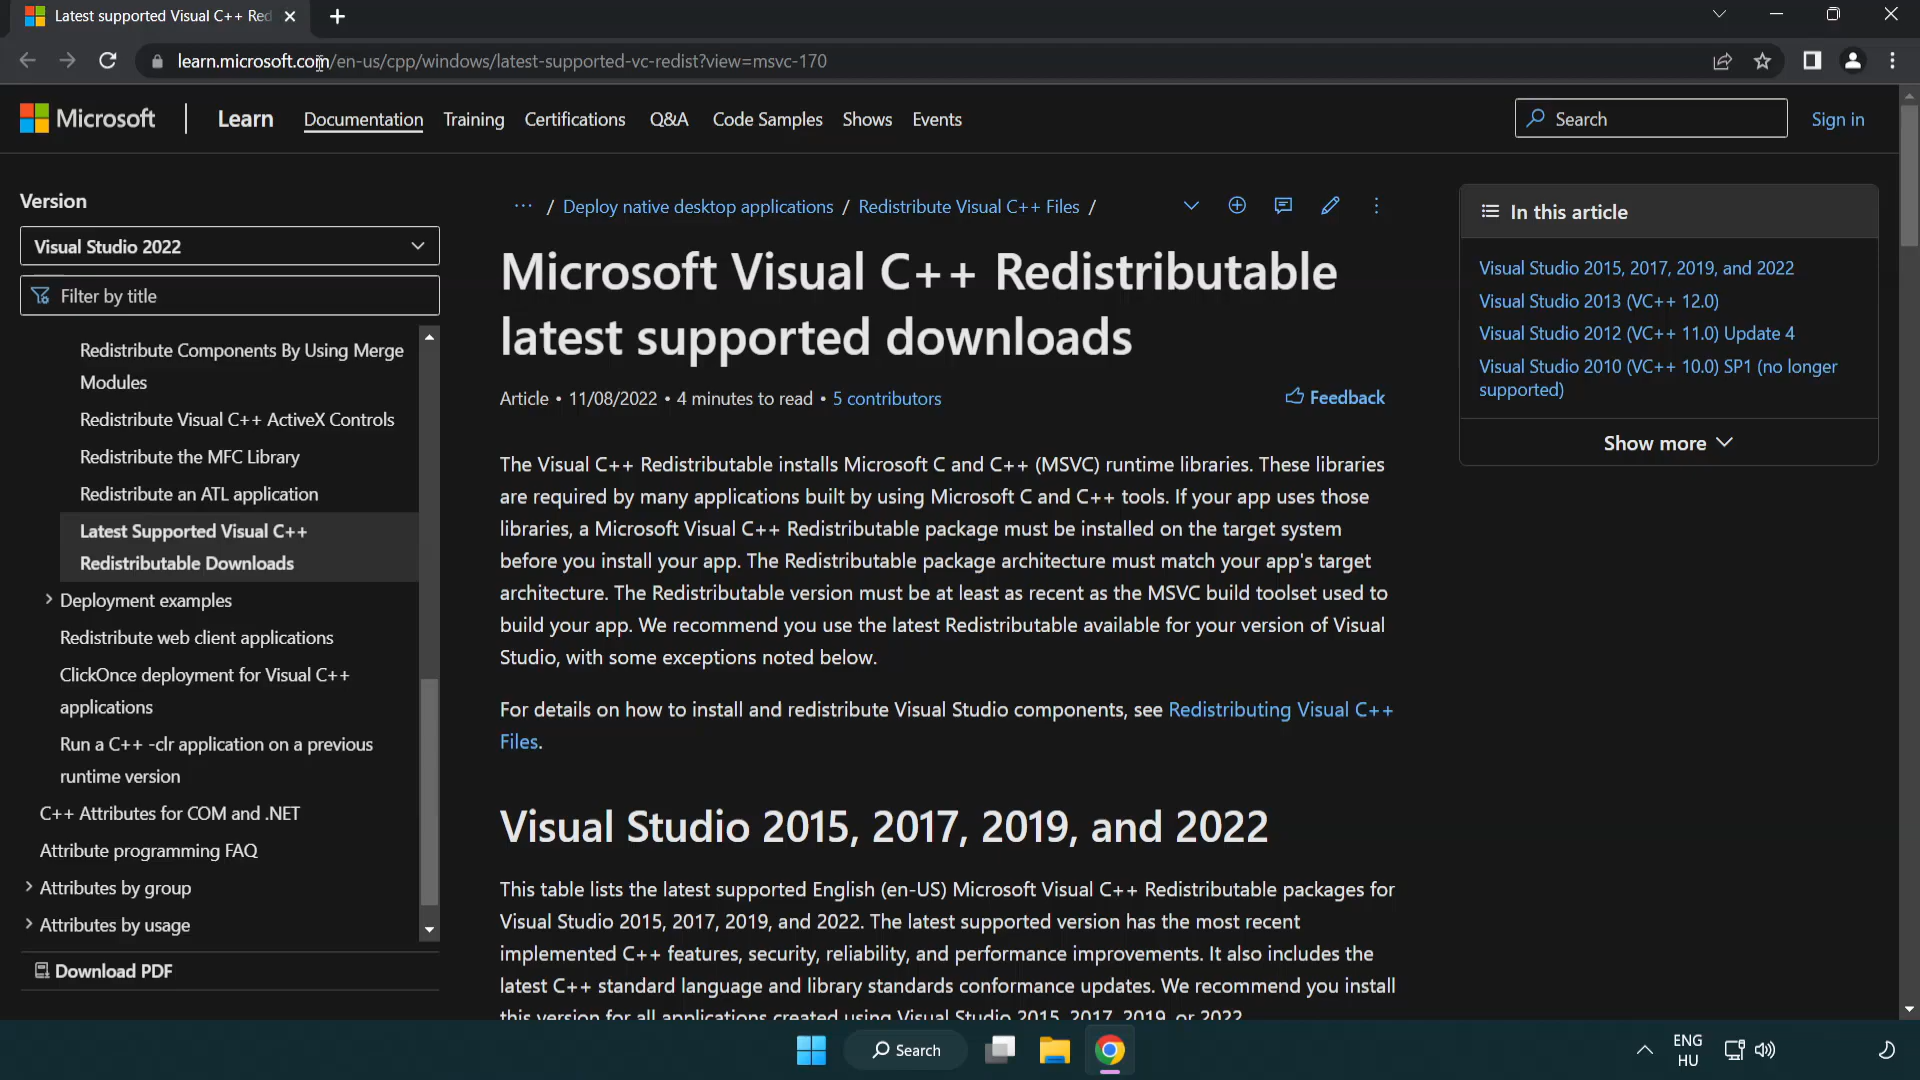 Latest supported Visual C++ Red
learn.microsoft.com/en-us/cpp/windows/latest-supported-vc-redist?view=msvc-170
Microsoft
Learn
Documentation
Training
Certifications
Q&A
Code Samples
Shows
Events
Search
Sign in
Version
Visual Studio 2022
Filter by title
Redistribute Components By Using Merge
Modules
Redistribute Visual C++ ActiveX Controls
Redistribute the MFC Library
Redistribute an ATL application
Latest Supported Visual C++
Redistributable Downloads
Deployment examples
Redistribute web client applications
ClickOnce deployment for Visual C++
applications
Run a C++ -clr application on a previous
runtime version
C++ Attributes for COM and .NET
Attribute programming FAQ
Attributes by group
Attributes by usage
Download PDF
··· / Deploy native desktop applications / Redistribute Visual C++ Files /
Microsoft Visual C++ Redistributable
latest supported downloads
Article • 11/08/2022 • 4 minutes to read • 5 contributors
Feedback
The Visual C++ Redistributable installs Microsoft C and C++ (MSVC) runtime libraries. These libraries
are required by many applications built by using Microsoft C and C++ tools. If your app uses those
libraries, a Microsoft Visual C++ Redistributable package must be installed on the target system
before you install your app. The Redistributable package architecture must match your app's target
architecture. The Redistributable version must be at least as recent as the MSVC build toolset used to
build your app. We recommend you use the latest Redistributable available for your version of Visual
Studio, with some exceptions noted below.
For details on how to install and redistribute Visual Studio components, see Redistributing Visual C++
Files.
Visual Studio 2015, 2017, 2019, and 2022
This table lists the latest supported English (en-US) Microsoft Visual C++ Redistributable packages for
Visual Studio 2015, 2017, 2019, and 2022. The latest supported version has the most recent
implemented C++ features, security, reliability, and performance improvements. It also includes the
latest C++ standard language and library standards conformance updates. We recommend you install
this version for all applications created using Visual Studio 2015, 2017, 2019, or 2022.
In this article
Visual Studio 2015, 2017, 2019, and 2022
Visual Studio 2013 (VC++ 12.0)
Visual Studio 2012 (VC++ 11.0) Update 4
Visual Studio 2010 (VC++ 10.0) SP1 (no longer
supported)
Show more
Search
ENG
HU